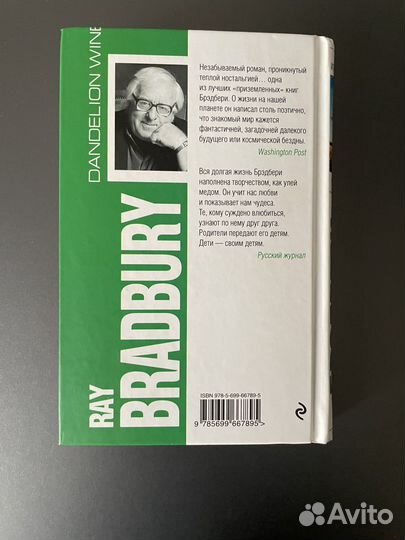 DANDELION WINE
RAY
BRADBURY
Незабываемый роман, проникнутый
теплой ностальгией… одна
из лучших «приземленных» книг
Брэдбери. О жизни на нашей
планете он написал столь поэтично,
что знакомый мир кажется
фантастичней, загадочней далекого
будущего или космической бездны.
Washington Post
Вся долгая жизнь Брэдбери
наполнена творчеством, как улей
медом. Он учит нас любви
и показывает нам чудеса.
Те, кому суждено влюбиться,
узнают по нему друг друга.
Родители передают его детям.
Дети — своим детям.
Русский журнал
ISBN 978-5-699-66789-5
9 785699 667895 >
Avito